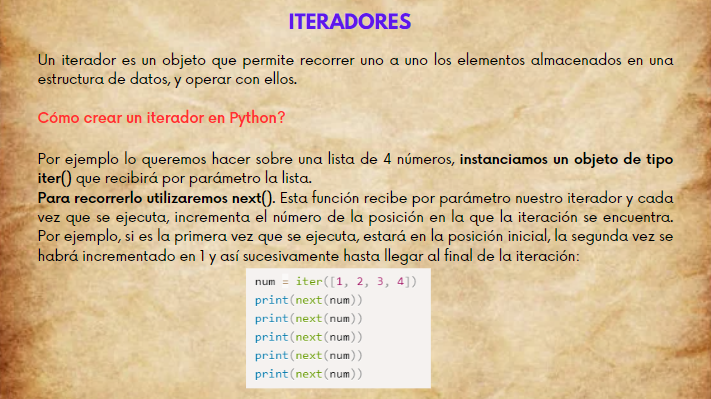 ITERADORES
Un iterador es un objeto que permite recorrer uno a uno los elementos almacenados en una
estructura de datos, y operar con ellos.
Cómo crear un iterador en Python?
Por ejemplo lo queremos hacer sobre una lista de 4 números, instanciamos un objeto de tipo
iter() que recibirá por parámetro la lista.
Para recorrerlo utilizaremos next(). Esta función recibe por parámetro nuestro iterador y cada
vez que se ejecuta, incrementa el número de la posición en la que la iteración se encuentra.
Por ejemplo, si es la primera vez que se ejecuta, estará en la posición inicial, la segunda vez se
habrá incrementado en 1 y así sucesivamente hasta llegar al final de la iteración:
num = iter([1, 2, 3, 4])
print(next(num))
print(next(num))
print(next(num))
print(next(num))
print(next(num))